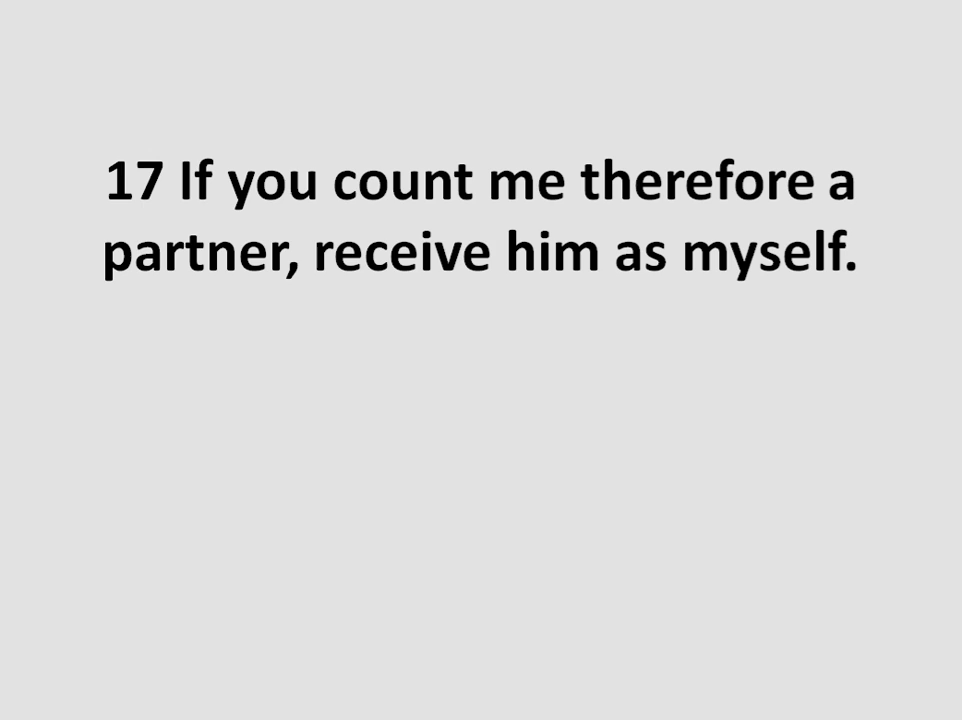 17 If you count me therefore a
partner, receive him as myself.